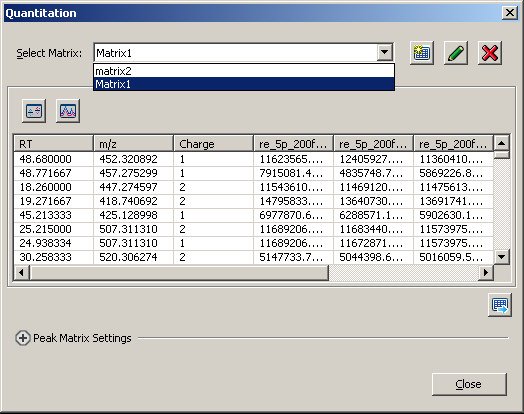 Quantitation
Select Matrix: Matrix1
matrix2
Matrix1
RT m/z Charge re_5p_200f... re_5p_200f... re_5p_200f...
48.680000 452.320892 1 11623565.... 12405927.... 11360410....
48.771667 457.275299 1 7915081.4... 4835748.7... 5869226.8...
18.260000 447.274597 2 11543610.... 11469120.... 11475613....
19.271667 418.740692 2 14795833.... 13640730.... 13691741....
45.213333 425.128998 1 6977870.6... 6288571.1... 5902630.1...
25.215000 507.311310 2 11689206.... 11683440.... 11573975....
24.938334 507.311310 1 11689206.... 11672871.... 11573975....
30.258333 520.306274 2 5147733.7... 5044398.6... 5016059.5...
Peak Matrix Settings
Close